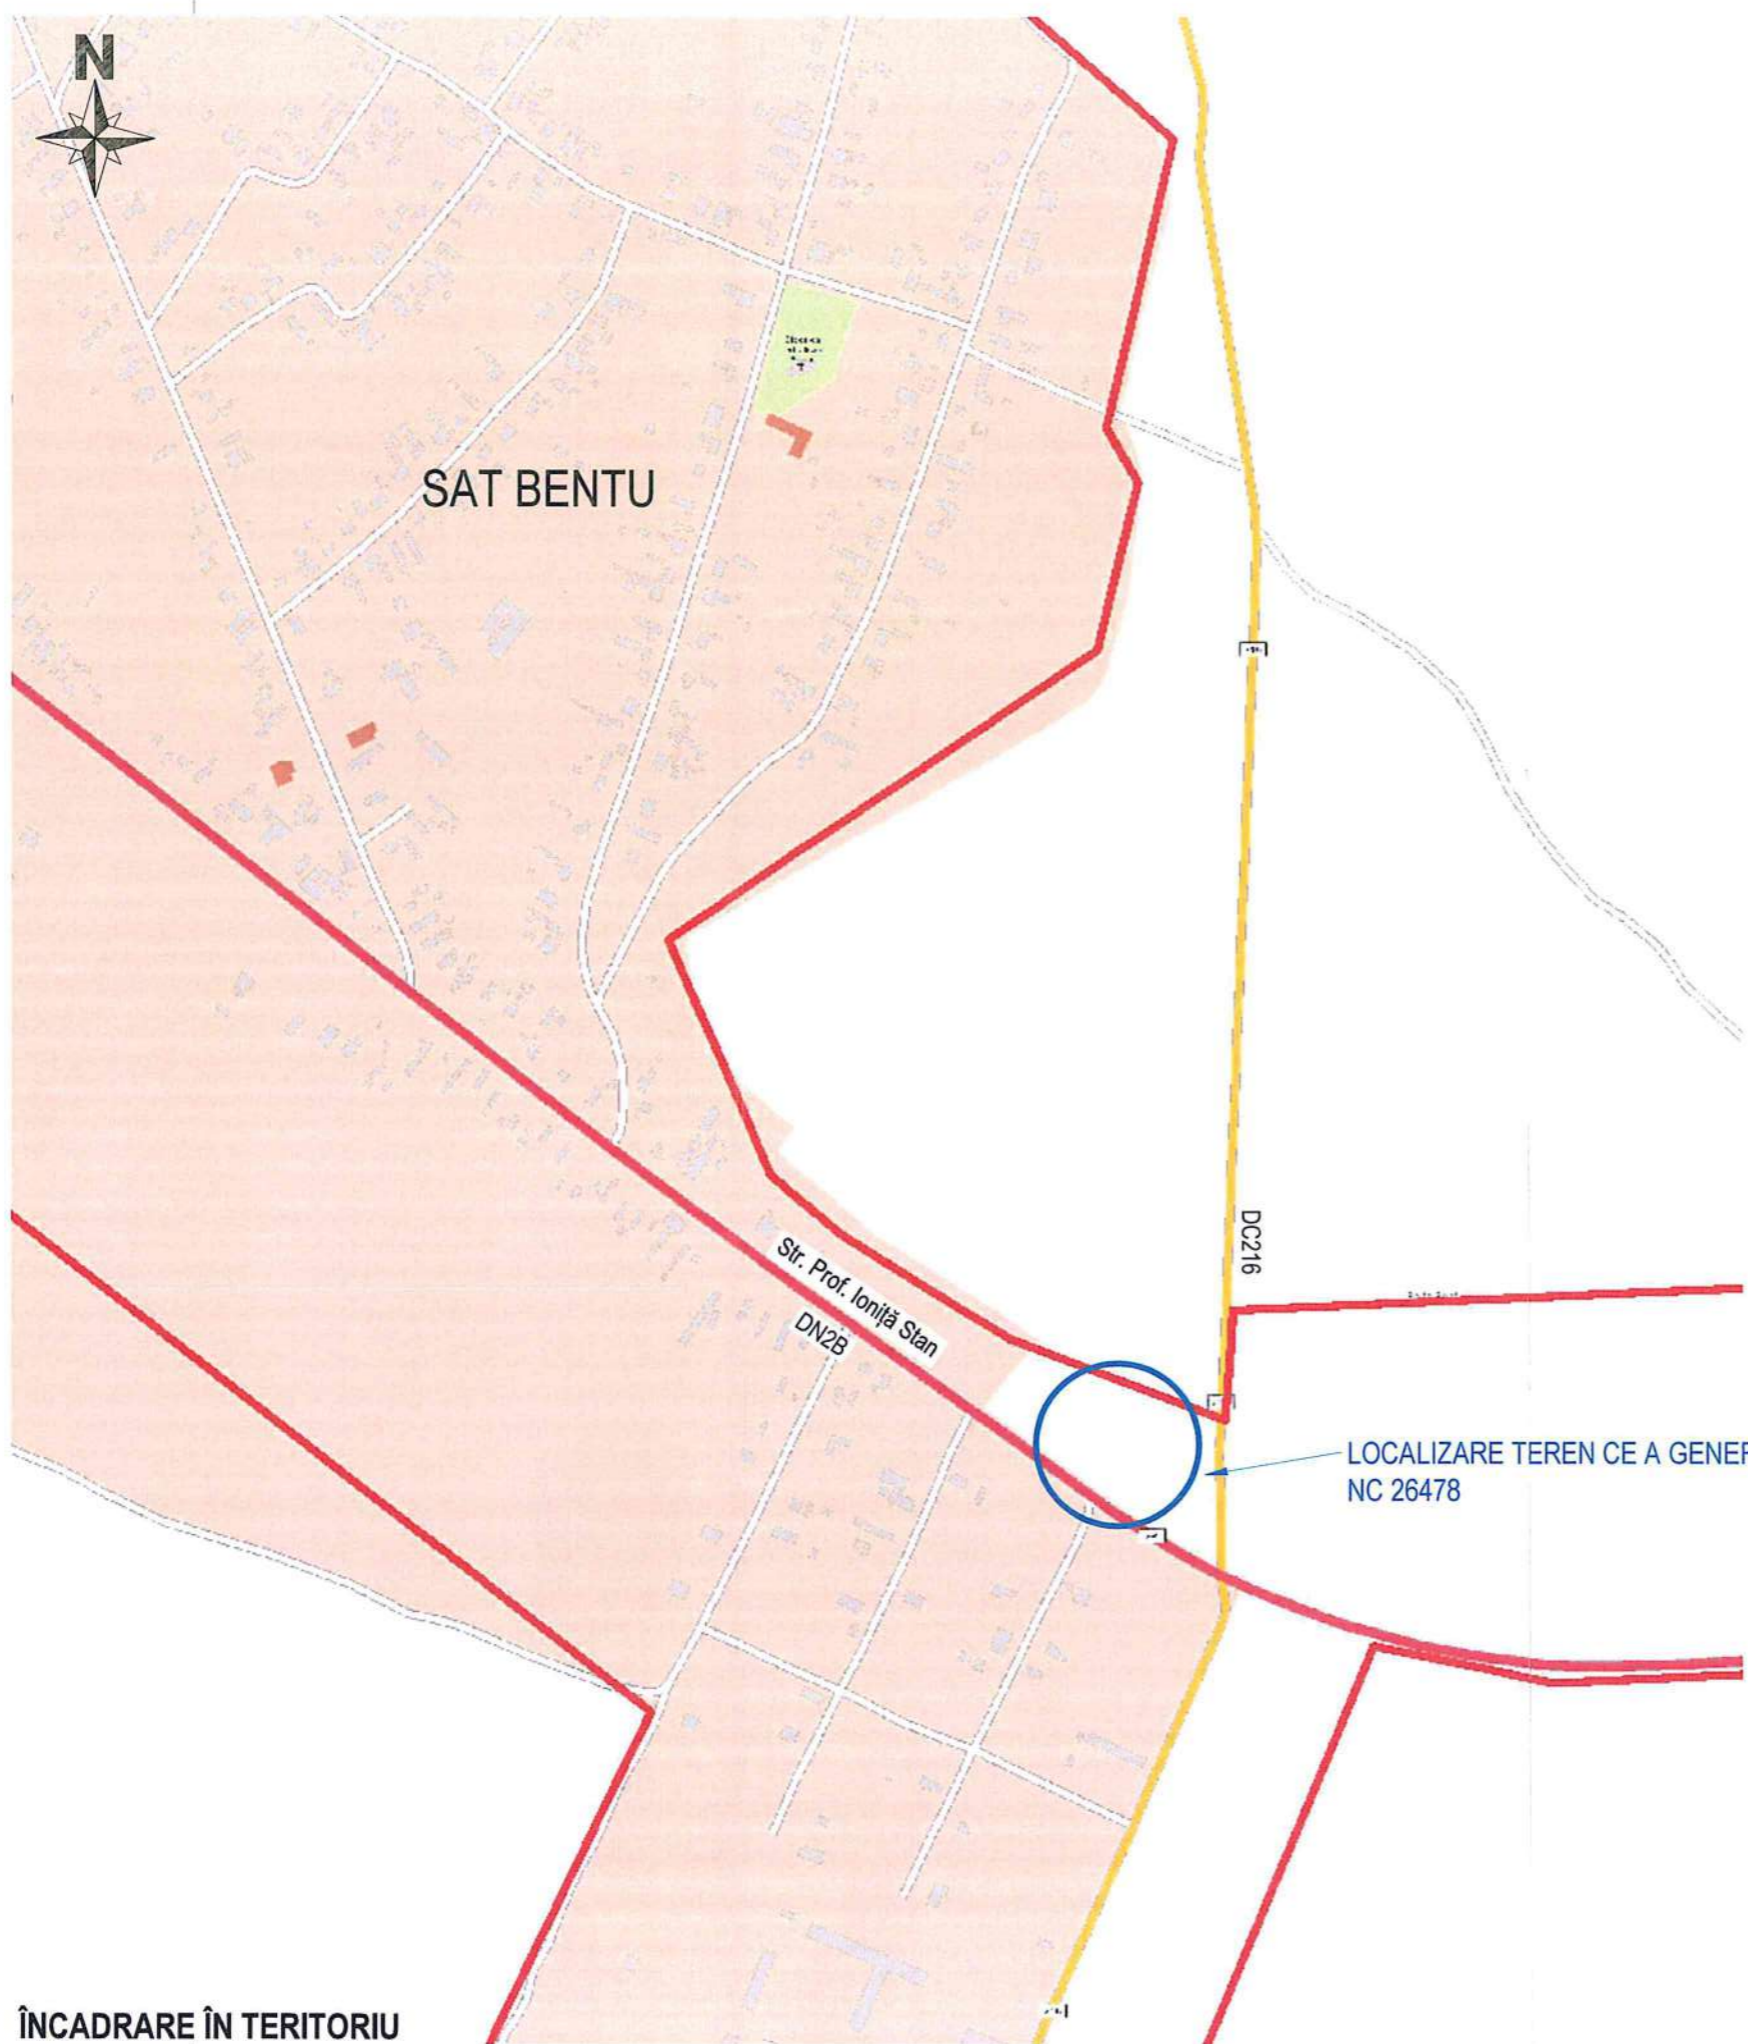 N
SAT BENTU
DC216
Str. Prof. Ioniță Stan
DN2B
LOCALIZARE TEREN CE A GENER
NC 26478
ÎNCADRARE ÎN TERITORIU